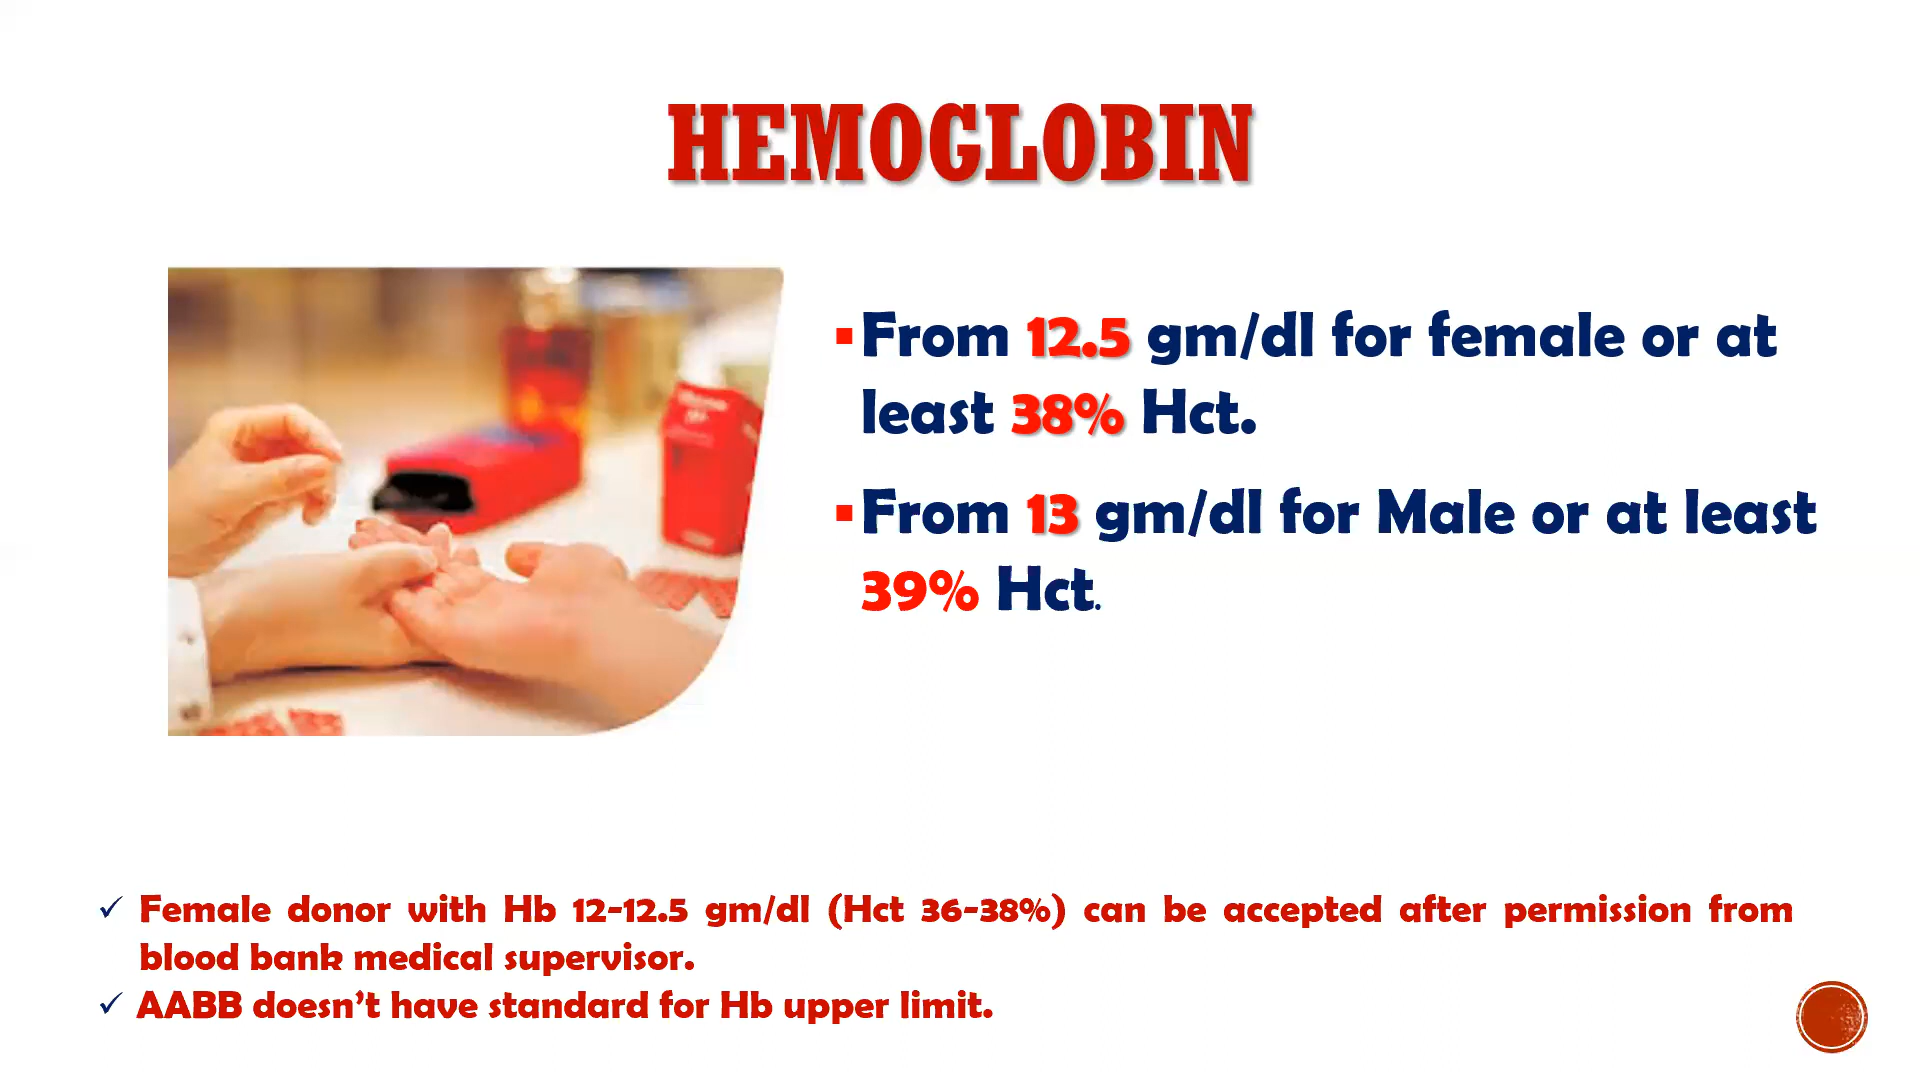 HEMOGLOBIN
▪From 12.5 gm/dl for female or at
least 38% Hct.
▪From 13 gm/dl for Male or at least
39% Hct.
✓ Female donor with Hb 12-12.5 gm/dl (Hct 36-38%) can be accepted after permission from
blood bank medical supervisor.
✓ AABB doesn't have standard for Hb upper limit.